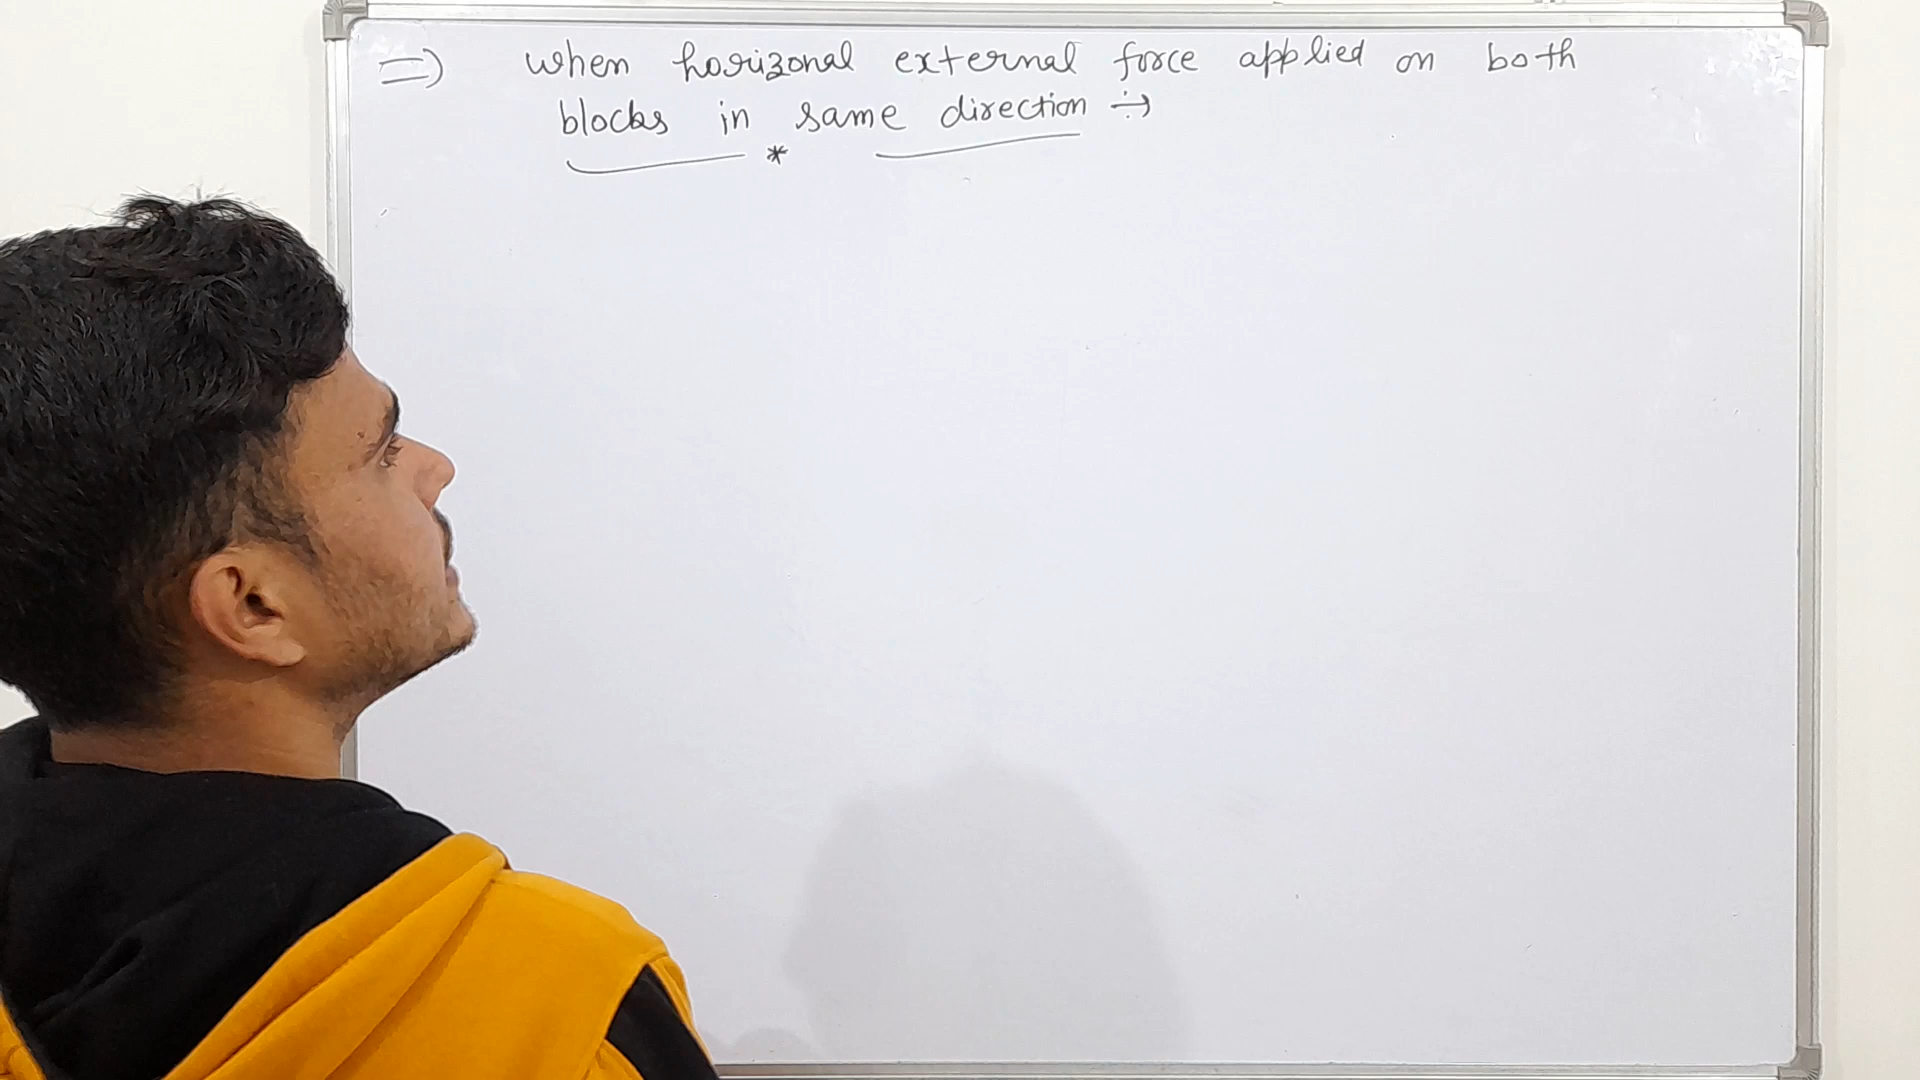 =) when horizonal external force applied on both
blocks in same direction ÷→
*